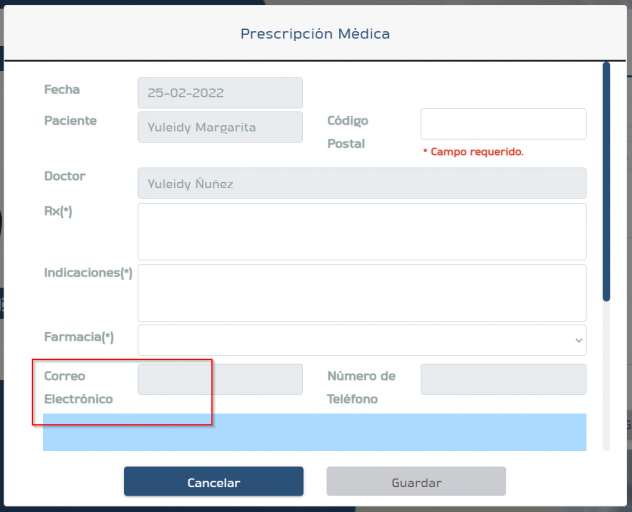 Prescripción Médica
Fecha
25-02-2022
Paciente
Yuleidy Margarita
Código
Postal
* Campo requerido.
Doctor
Yuleidy Ñuñez
Rx(*)
Indicaciones(*)
Farmacia(*)
Correo
Electrónico
Número de
Teléfono
Cancelar
Guardar